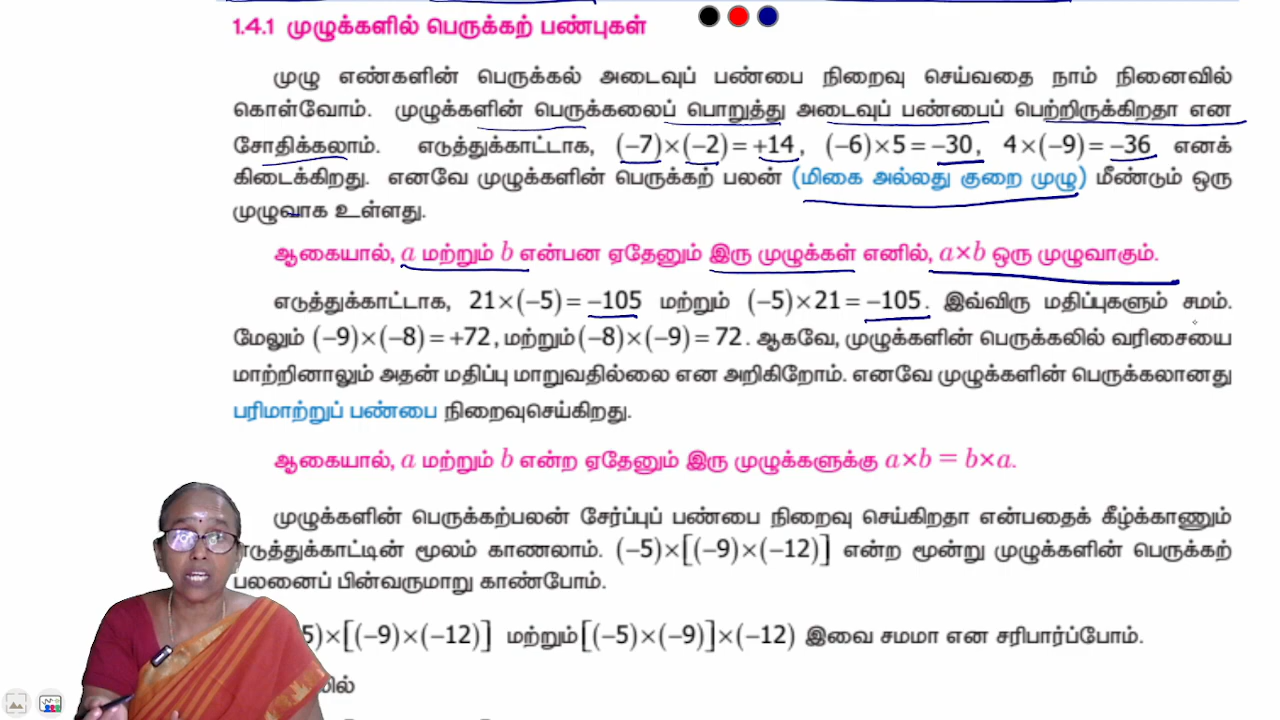 1.4.1 முழுக்களில் பெருக்கற் பண்புகள்
முழு எண்களின் பெருக்கல் அடைவுப் பண்பை நிறைவு செய்வதை நாம் நினைவில்
கொள்வோம். முழுக்களின் பெருக்கலைப் பொறுத்து அடைவுப் பண்பைப் பெற்றிருக்கிறதா என
சோதிக்கலாம். எடுத்துக்காட்டாக, (−7)×(−2)=+14, (−6)×5=−30, 4×(−9)=−36 எனக்
கிடைக்கிறது. எனவே முழுக்களின் பெருக்கற் பலன் (மிகை அல்லது குறை முழு) மீண்டும் ஒரு
முழுவாக உள்ளது.
ஆகையால், a மற்றும் b என்பன ஏதேனும் இரு முழுக்கள் எனில், a×b ஒரு முழுவாகும்.
எடுத்துக்காட்டாக, 21×(−5)=−105 மற்றும் (−5)×21=−105. இவ்விரு மதிப்புகளும் சமம்.
மேலும் (−9)×(−8)=+72, மற்றும் (−8)×(−9)=72. ஆகவே, முழுக்களின் பெருக்கலில் வரிசையை
மாற்றினாலும் அதன் மதிப்பு மாறுவதில்லை என அறிகிறோம். எனவே முழுக்களின் பெருக்கலானது
பரிமாற்றுப் பண்பை நிறைவுசெய்கிறது.
ஆகையால், a மற்றும் b என்ற ஏதேனும் இரு முழுக்களுக்கு a×b = b×a.
முழுக்களின் பெருக்கற்பலன் சேர்ப்புப் பண்பை நிறைவு செய்கிறதா என்பதைக் கீழ்க்காணும்
எடுத்துக்காட்டின் மூலம் காணலாம். (−5)×[(−9)×(−12)] என்ற மூன்று முழுக்களின் பெருக்கற்
பலனைப் பின்வருமாறு காண்போம்.
5)×[(−9)×(−12)] மற்றும் [(−5)×(−9)]×(−12) இவை சமமா என சரிபார்ப்போம்.